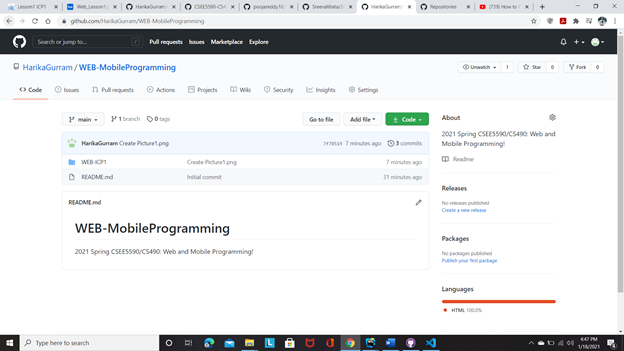 Lesson1 ICP1
Web_Lesson1
HarikaGurram
CSEE5590-CS4
poojareddy10
HarikaGurram
Repositories
github.com/HarikaGurram/WEB-MobileProgramming
Search or jump to...
/
Pull requests Issues Marketplace Explore
HarikaGurram / WEB-MobileProgramming
Unwatch 1
Star 0
Fork 0
Code Issues Pull requests Actions Projects Wiki Security Insights Settings
main 1 branch 0 tags
Go to file Add file Code
HarikaGurram Create Picture1.png 7 minutes ago 3 commits
WEB-ICP1 Create Picture1.png 7 minutes ago
README.md Initial commit 31 minutes ago
README.md
WEB-MobileProgramming
2021 Spring CSEE5590/CS490: Web and Mobile Programming!
About
2021 Spring CSEE5590/CS490: Web and
Mobile Programming!
Readme
Releases
No releases published
Create a new release
Packages
No packages published
Publish your first package
Languages
HTML 100.0%
Type here to search
4:47 PM
1/18/2021